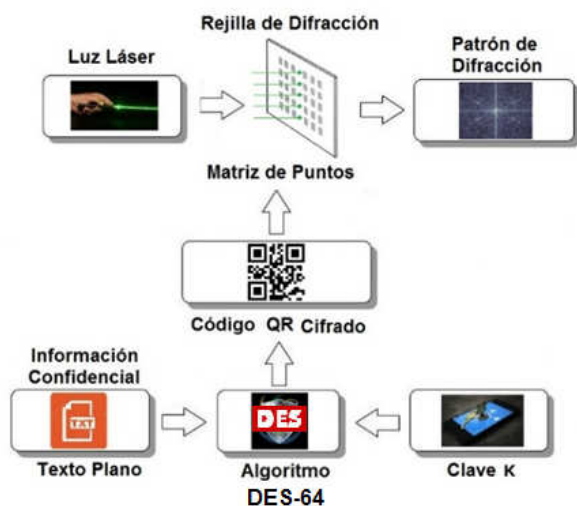 Luz Láser
Rejilla de Difracción
Patrón de
Difracción
Matriz de Puntos
Código QR Cifrado
Información
Confidencial
TXT
DES
Texto Plano
Algoritmo
Clave K
DES-64